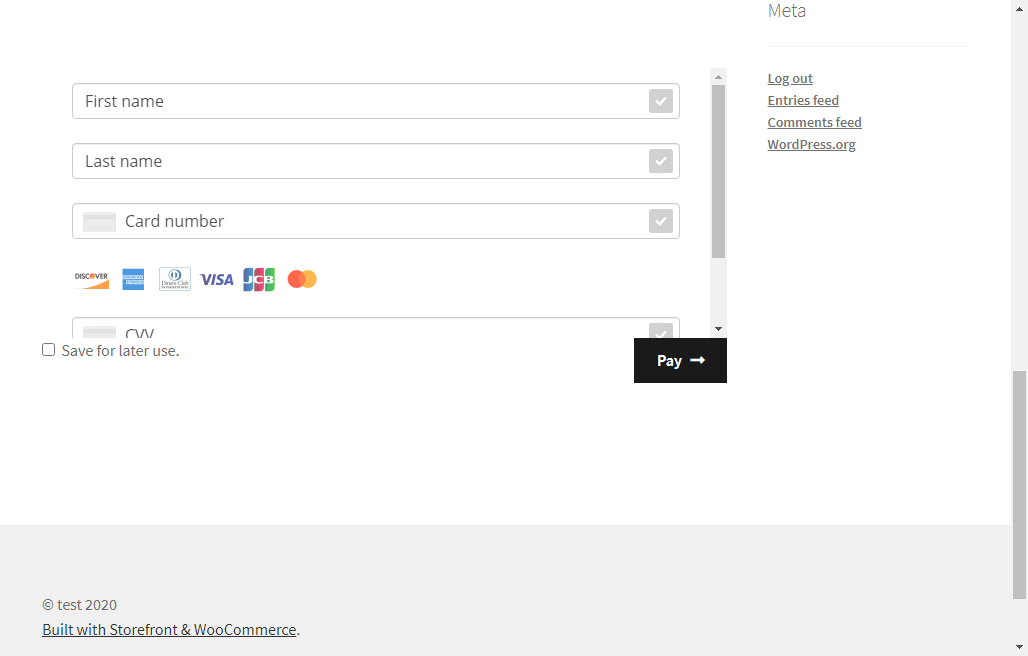 Meta
Log out
Entries feed
Comments feed
WordPress.org
First name
Last name
Card number
DISCOVER
AMERICAN EXPRESS
Diners Club
INTERNATIONAL
VISA
JCB
CVV
Save for later use.
Pay
© test 2020
Built with Storefront & WooCommerce.